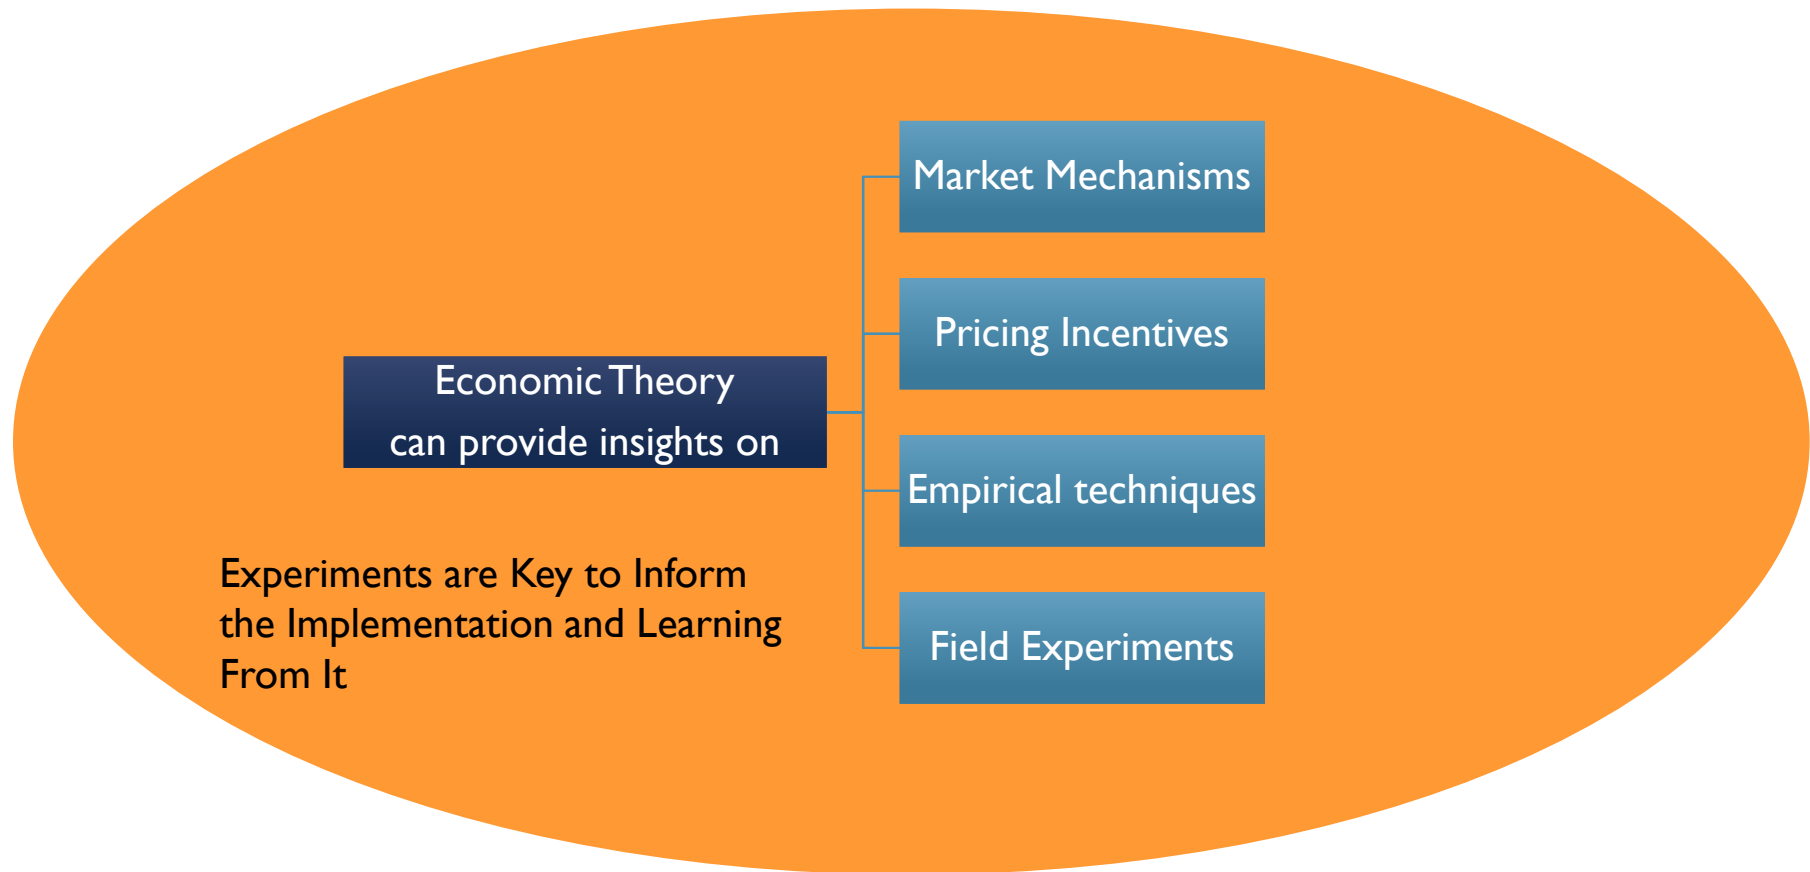 Economic Theory
can provide insights on
Market Mechanisms
Pricing Incentives
Empirical techniques
Field Experiments
Experiments are Key to Inform
the Implementation and Learning
From It